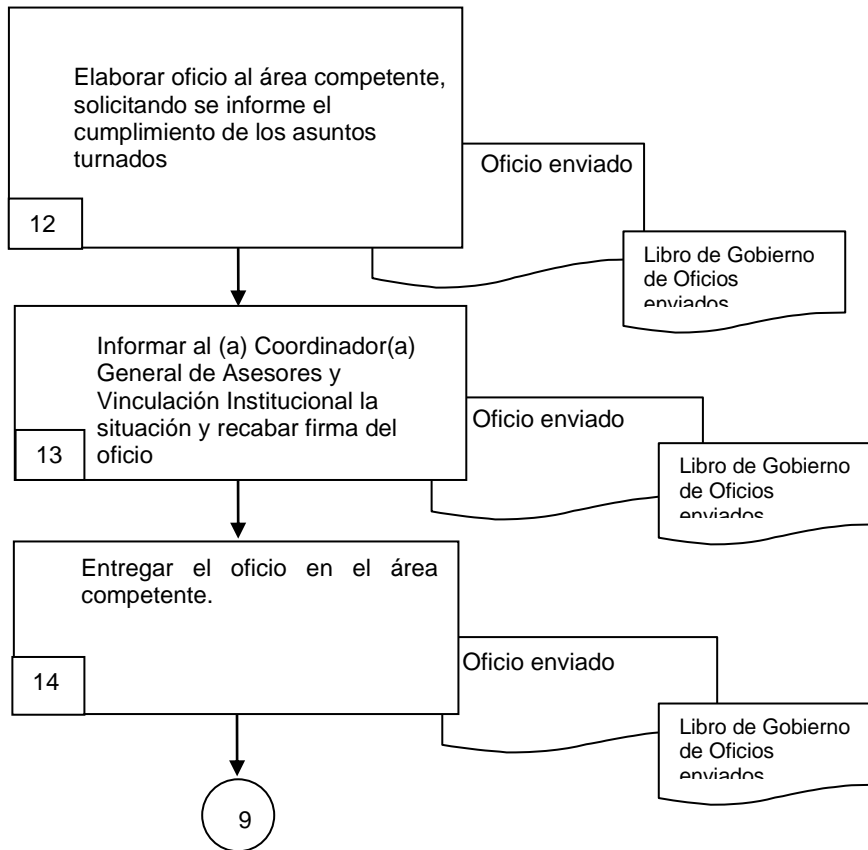 Elaborar oficio al área competente,
solicitando se informe el
cumplimiento de los asuntos
turnados
12
Oficio enviado
Libro de Gobierno
de Oficios
enviados
Informar al (a) Coordinador(a)
General de Asesores y
Vinculación Institucional la
situación y recabar firma del
oficio
13
Oficio enviado
Libro de Gobierno
de Oficios
enviados
Entregar el oficio en el área
competente.
14
Oficio enviado
Libro de Gobierno
de Oficios
enviados
9